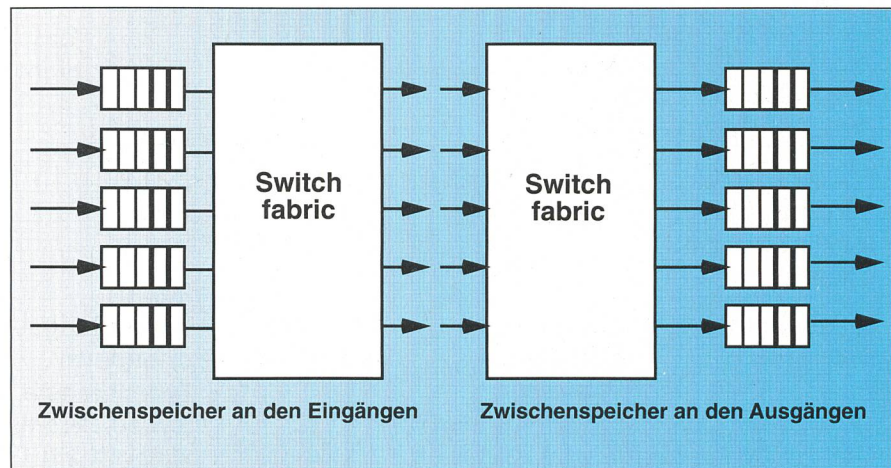 Switch
fabric
Switch
fabric
Zwischenspeicher an den Eingängen
Zwischenspeicher an den Ausgängen